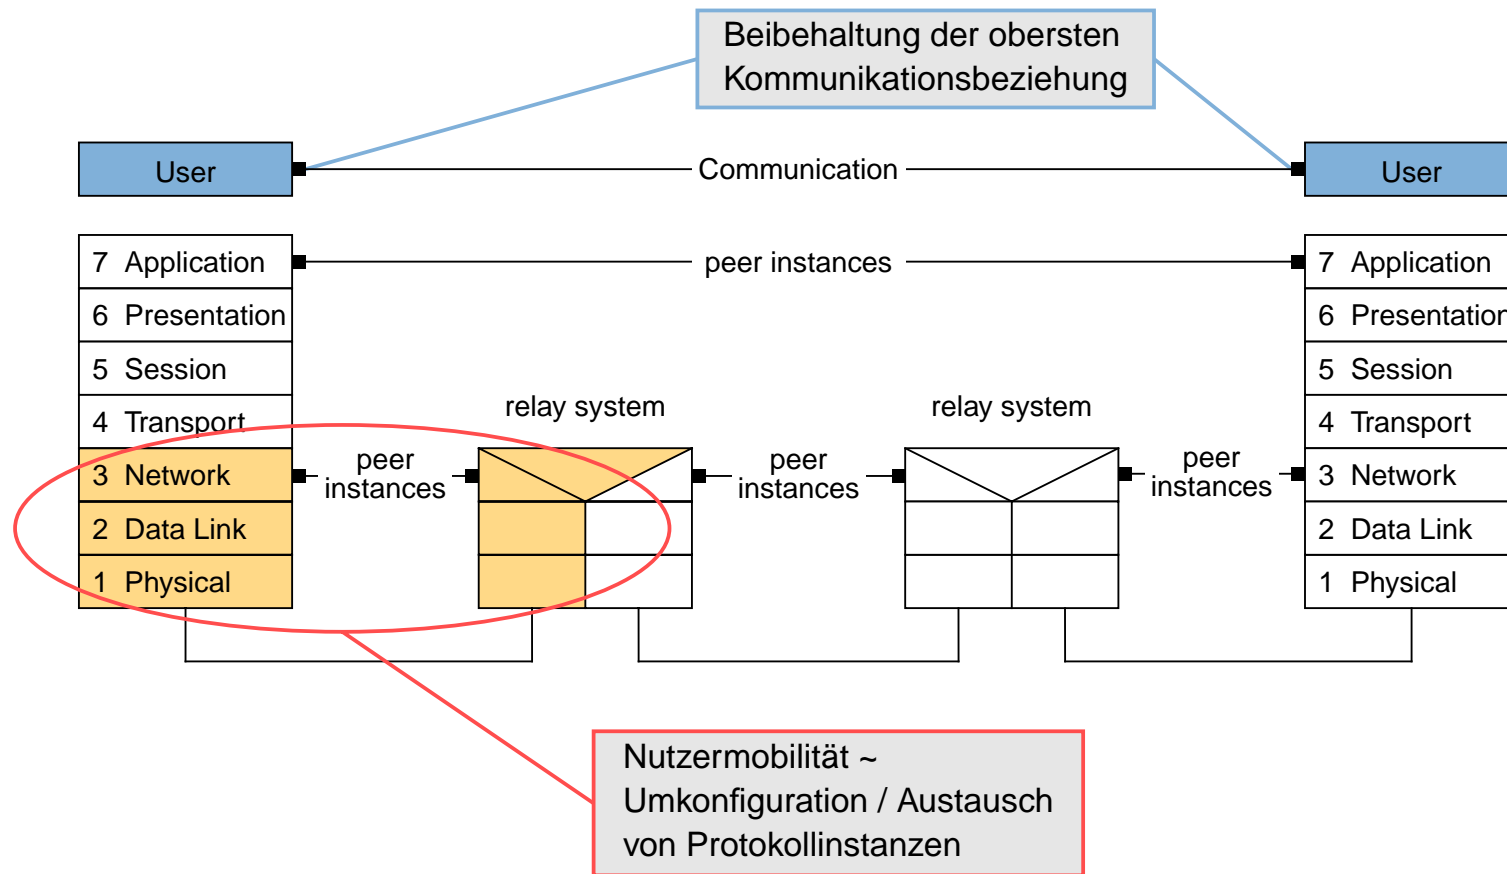 Beibehaltung der obersten
Kommunikationsbeziehung
User
Communication
User
7 Application
peer instances
7 Application
6 Presentation
6 Presentation
5 Session
5 Session
4 Transport
relay system
relay system
4 Transport
3 Network
peer
instances
peer
instances
peer
instances
3 Network
2 Data Link
2 Data Link
1 Physical
1 Physical
Nutzermobilität ~
Umkonfiguration / Austausch
von Protokollinstanzen